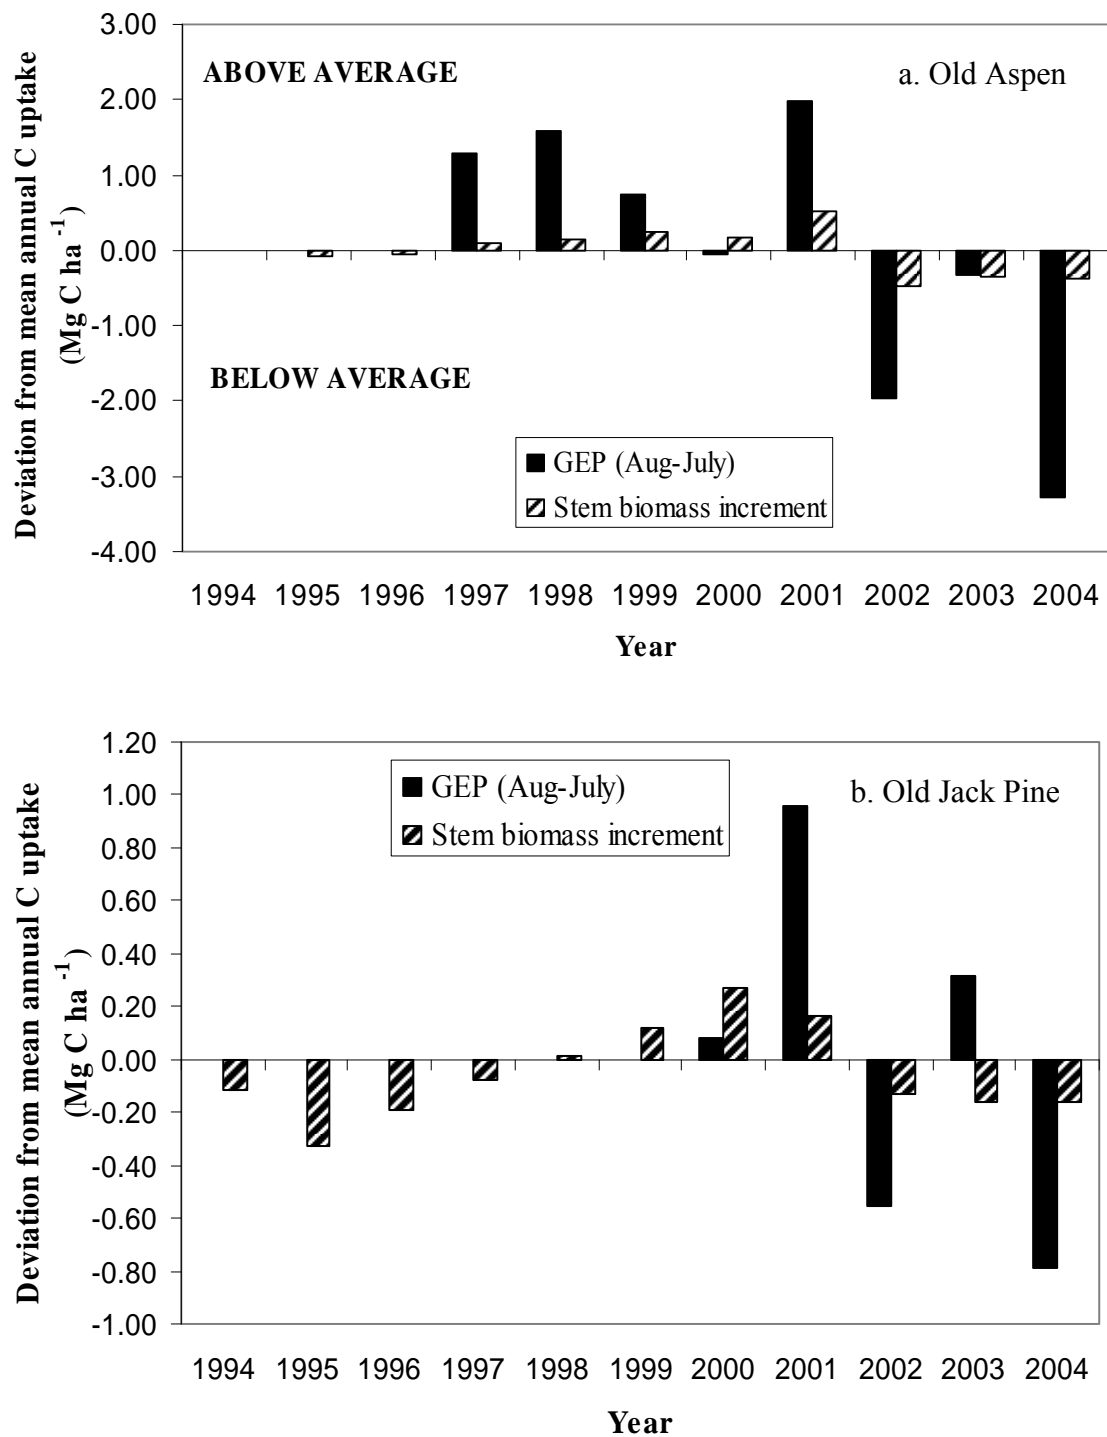 Deviation from mean annual C uptake
(Mg C ha -1)
3.00
2.00
1.00
0.00
-1.00
-2.00
-3.00
-4.00
ABOVE AVERAGE
a. Old Aspen
BELOW AVERAGE
GEP (Aug-July)
Stem biomass increment
1994 1995 1996 1997 1998 1999 2000 2001 2002 2003 2004
Year
Deviation from mean annual C uptake
(Mg C ha -1)
1.20
1.00
0.80
0.60
0.40
0.20
0.00
-0.20
-0.40
-0.60
-0.80
-1.00
GEP (Aug-July)
Stem biomass increment
b. Old Jack Pine
1994 1995 1996 1997 1998 1999 2000 2001 2002 2003 2004
Year